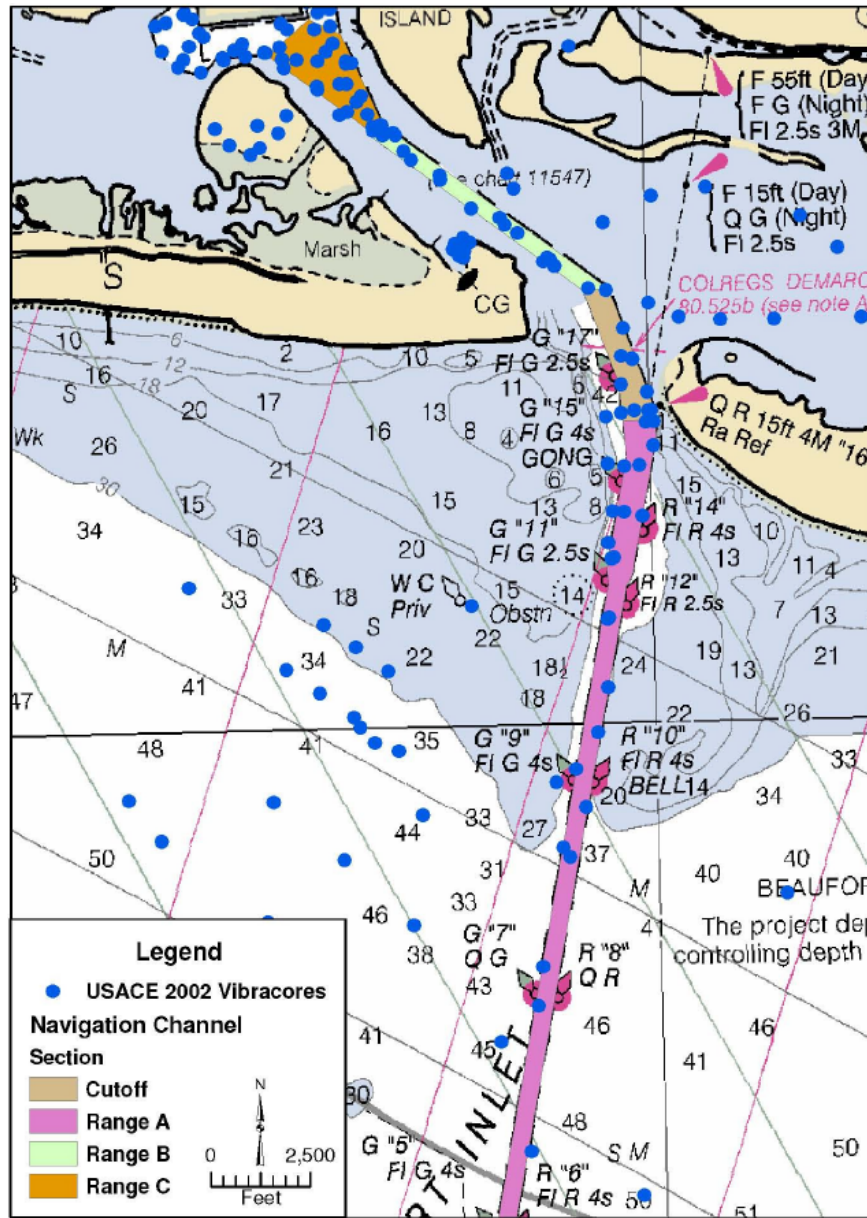 ISLAND
F 55ft (Day)
F G (Night)
Fl 2.5s 3M
chart 11547)
F 15ft (Day)
Q G (Night)
Fl 2.5s
Marsh
"S
CG
COLREGS DEMARC
80.525b (see note A
G "17"
Fl G 2.5s
10
6
2
10
5
12
16
18
11
6
42
S
20
17
13
G "15"
Q R 15ft 4M "16
Ra Ref
16
8
4
Fl G 4s
GONG
11
Wk
26
21
6
5
15
30
15
15
13
8
R "14"
Fl R 4s
10
34
23
G "11"
Fl G 2.5s
13
11
4
16
20
16
W C
Priv
15
Obstn
14
R "12"
Fl R 2.5s
7
33
18
S
22
13
M
34
22
18½
24
19
13
21
41
18
47
22
26
48
41
35
G "9"
Fl G 4s
R "10"
Fl R 4s
BELL
14
33
20
34
44
33
27
50
31
37
40
40
46
33
M
BEAUFOR
41
The project dep
controlling depth
G "7"
Q G
R "8"
Q R
38
43
46
46
41
45
41
30
48
50
G "5"
Fl G 4s
S M
R "6"
Fl R 4s
50
51
RT INLET
Legend
USACE 2002 Vibracores
Navigation Channel
Section
Cutoff
Range A
Range B
Range C
N
0 2,500
Feet